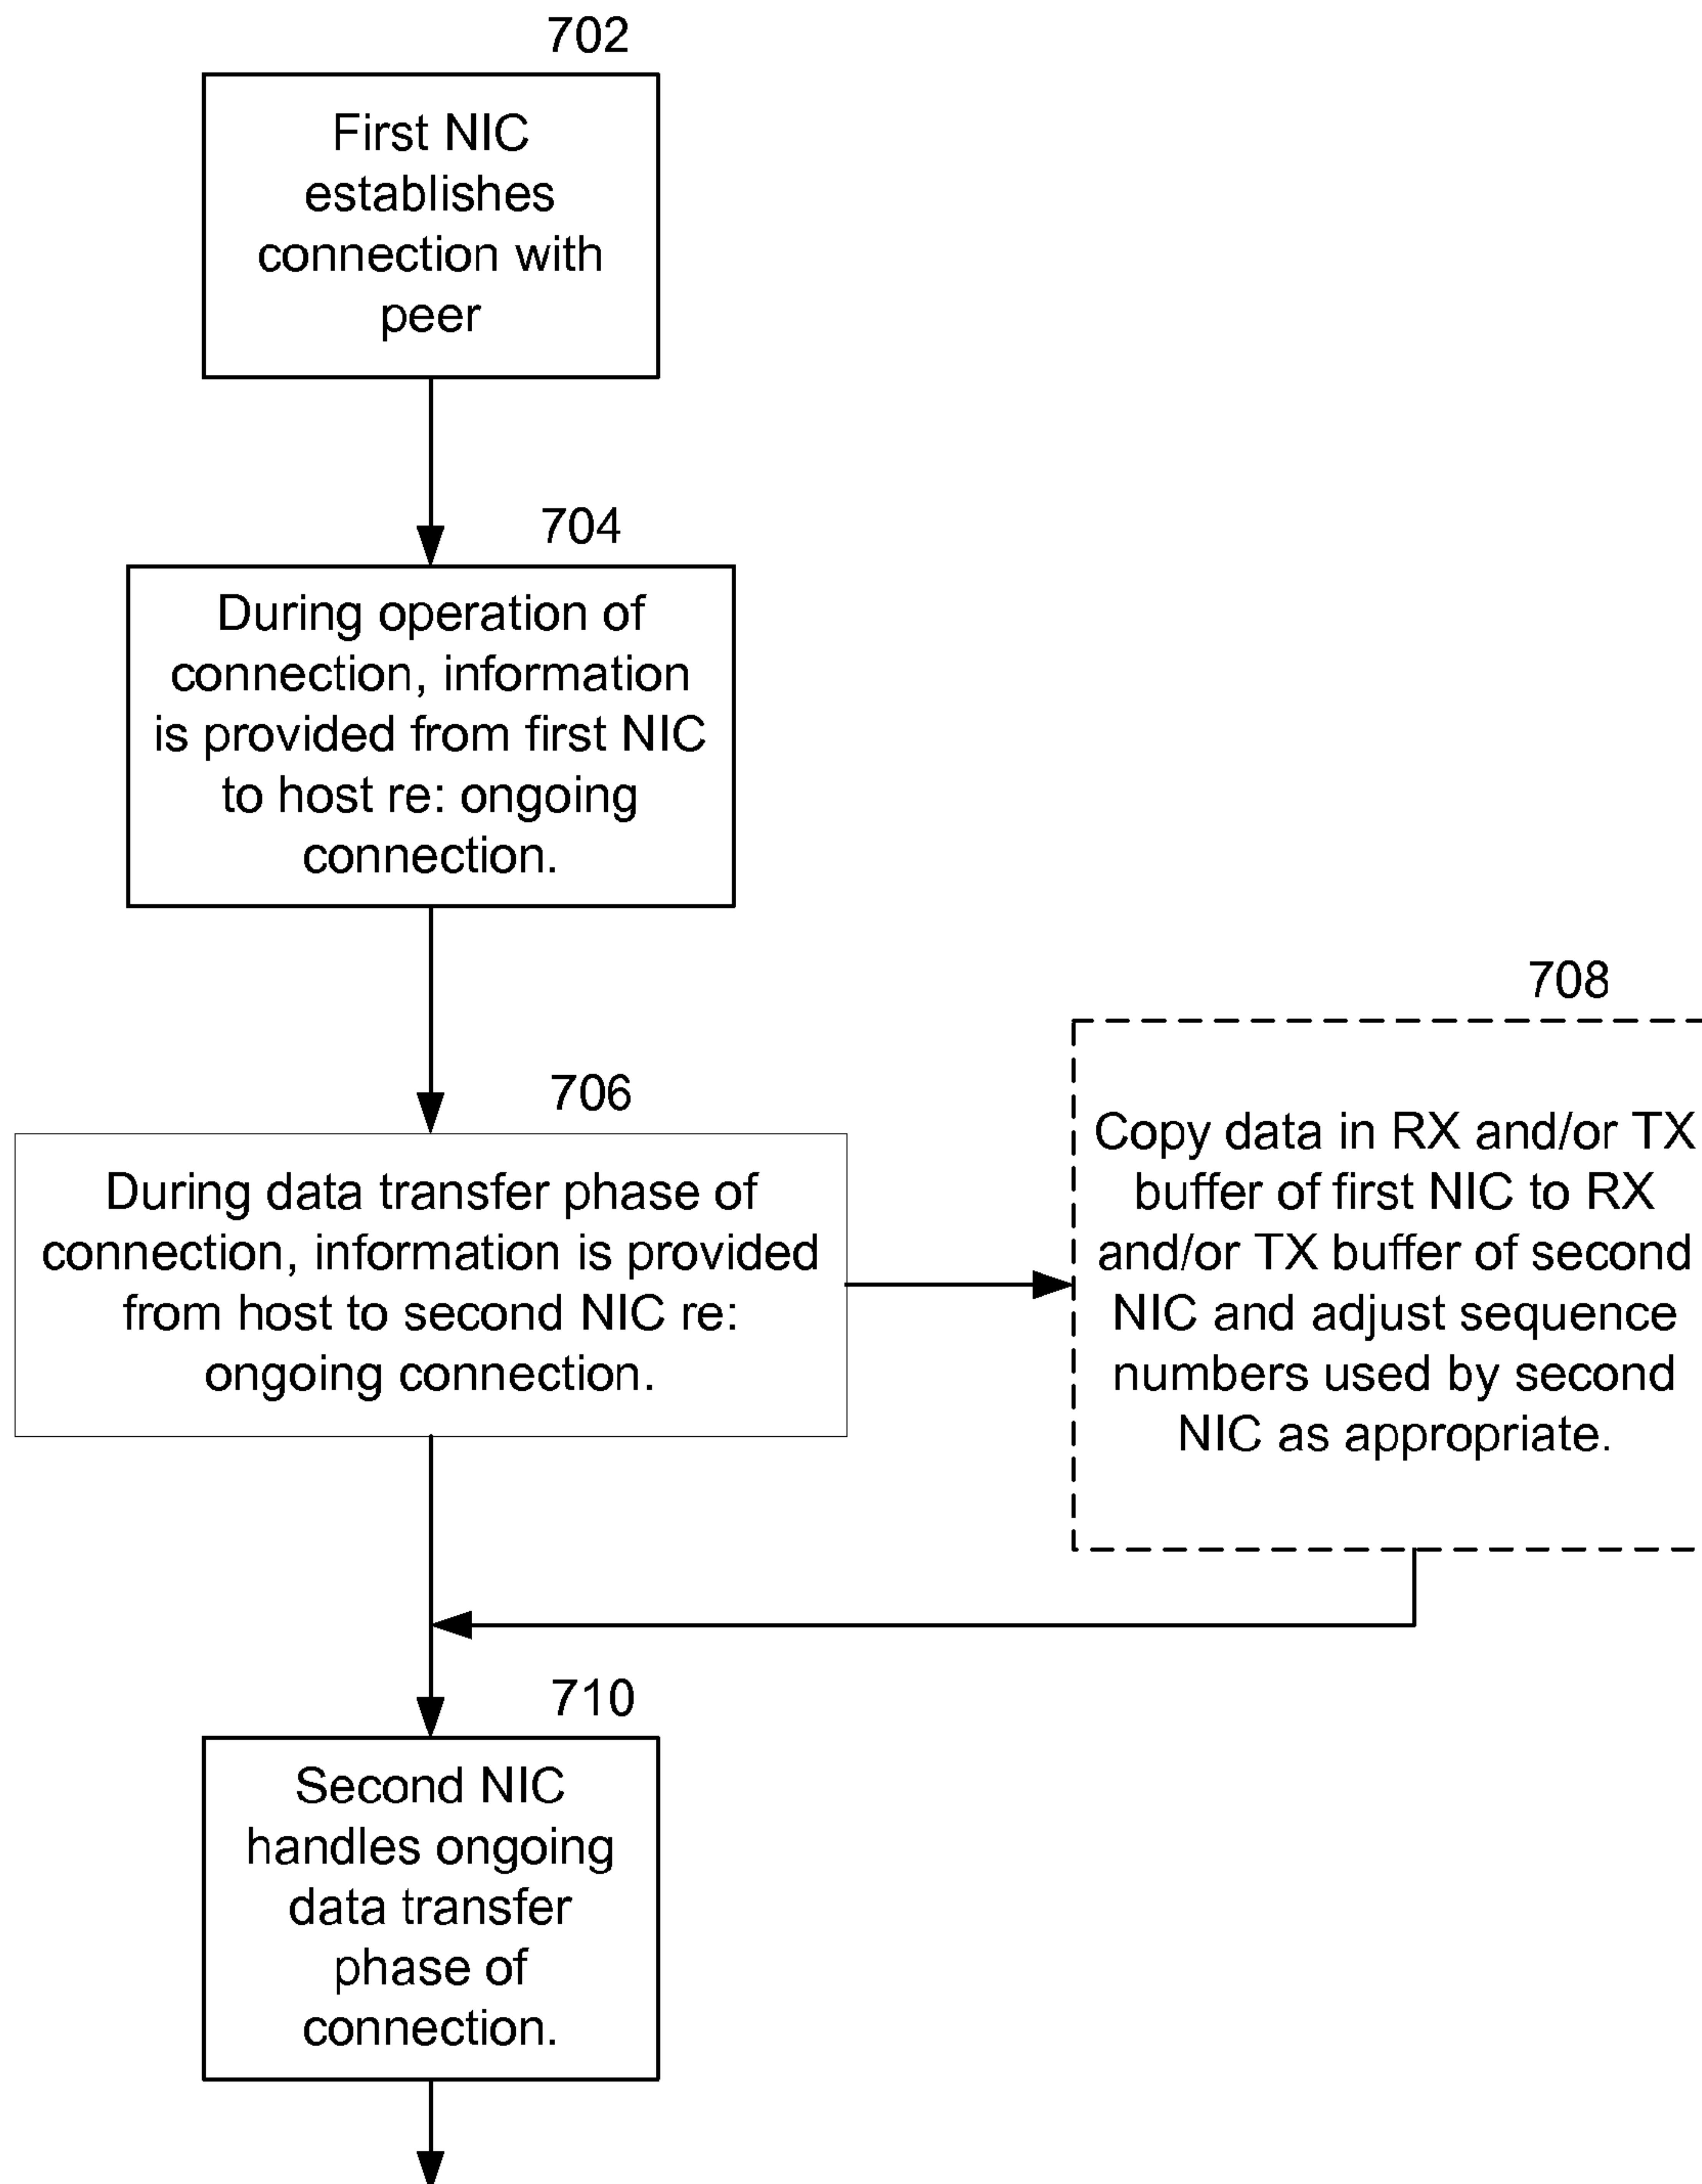 702
First NIC
establishes
connection with
peer
704
During operation of
connection, information
is provided from first NIC
to host re: ongoing
connection.
706
During data transfer phase of
connection, information is provided
from host to second NIC re:
ongoing connection.
708
Copy data in RX and/or TX
buffer of first NIC to RX
and/or TX buffer of second
NIC and adjust sequence
numbers used by second
NIC as appropriate.
710
Second NIC
handles ongoing
data transfer
phase of
connection.